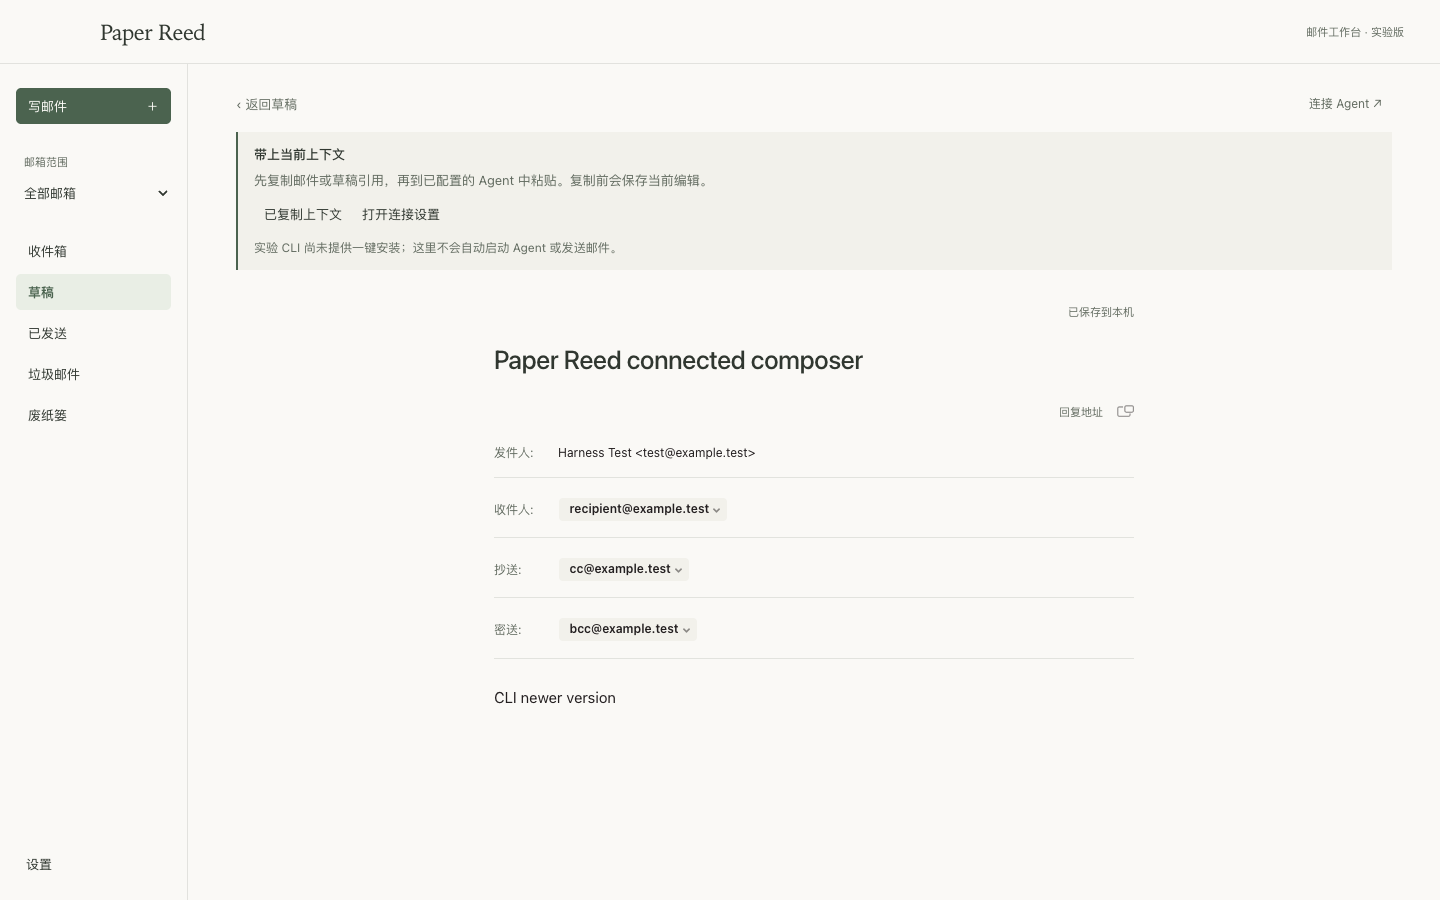 Paper Reed
邮件工作台 · 实验版
写邮件 +
邮箱范围
全部邮箱
收件箱
草稿
已发送
垃圾邮件
废纸篓
设置
‹ 返回草稿
连接 Agent ↗
带上当前上下文
先复制邮件或草稿引用，再到已配置的 Agent 中粘贴。复制前会保存当前编辑。
已复制上下文 打开连接设置
实验 CLI 尚未提供一键安装；这里不会自动启动 Agent 或发送邮件。
已保存到本机
Paper Reed connected composer
回复地址
发件人: Harness Test <test@example.test>
收件人: recipient@example.test
抄送: cc@example.test
密送: bcc@example.test
CLI newer version